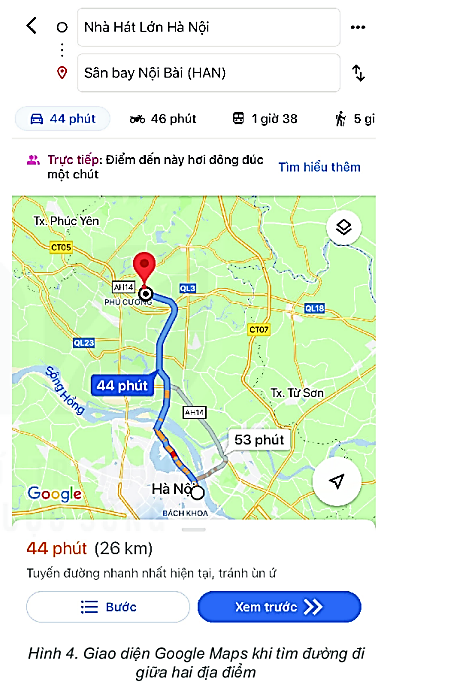 Nhà Hát Lớn Hà Nội
Sân bay Nội Bài (HAN)
44 phút
46 phút
1 giờ 38
5 gi
Trực tiếp: Điểm đến này hơi đông đúc
một chút
Tìm hiểu thêm
Tx. Phúc Yên
CT05
AH14
QL3
PHÚ CƯỜNG
QL18
CT07
QL23
44 phút
Tx. Từ Sơn
Sông Hồng
AH14
53 phút
Google
Hà Nội
BÁCH KHOA
44 phút (26 km)
Tuyến đường nhanh nhất hiện tại, tránh ùn ứ
Bước
Xem trước
Hình 4. Giao diện Google Maps khi tìm đường đi
giữa hai địa điểm